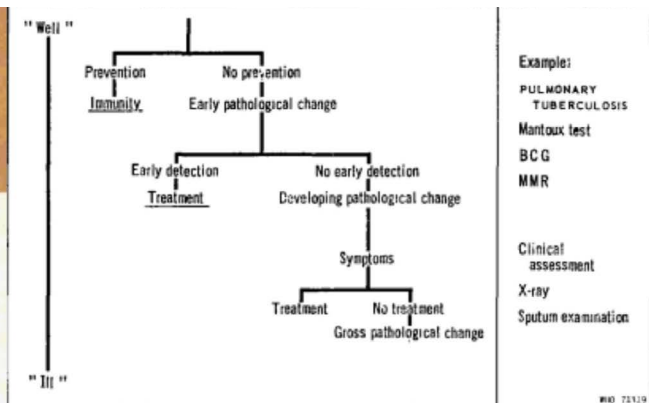 "Well"
Prevention No prevention
Immunity Early pathological change
Early detection No early detection
Treatment Developing pathological change
Symptoms
Treatment No treatment
Gross pathological change
"Ill"
Example:
PULMONARY
TUBERCULOSIS
Mantoux test
BCG
MMR
Clinical
assessment
X-ray
Sputum examination
WHO